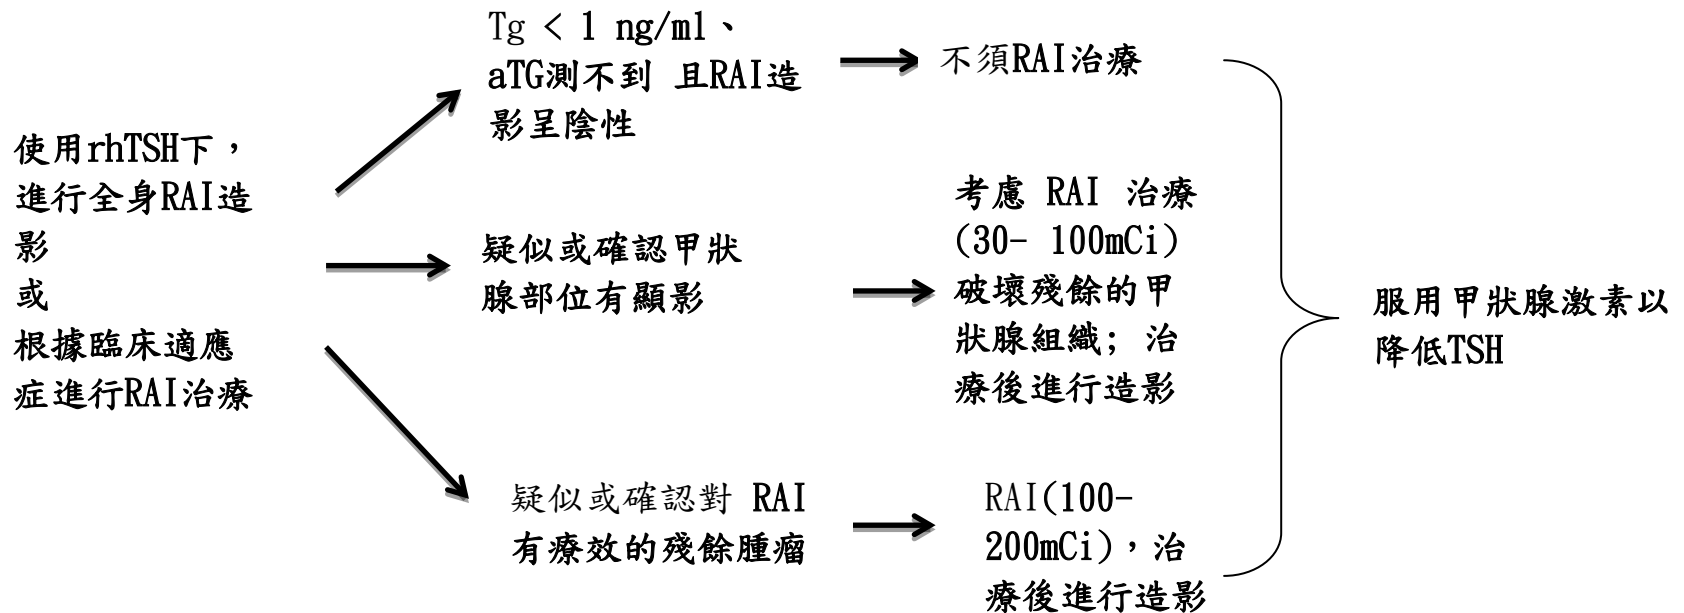 使用rhTSH下，
進行全身RAI造
影
或
根據臨床適應
症進行RAI治療
Tg < 1 ng/ml、
aTG測不到 且RAI造
影呈陰性
不須RAI治療
疑似或確認甲狀
腺部位有顯影
考慮 RAI 治療
(30- 100mCi)
破壞殘餘的甲
狀腺組織; 治
療後進行造影
疑似或確認對 RAI
有療效的殘餘腫瘤
RAI(100-
200mCi)，治
療後進行造影
服用甲狀腺激素以
降低TSH